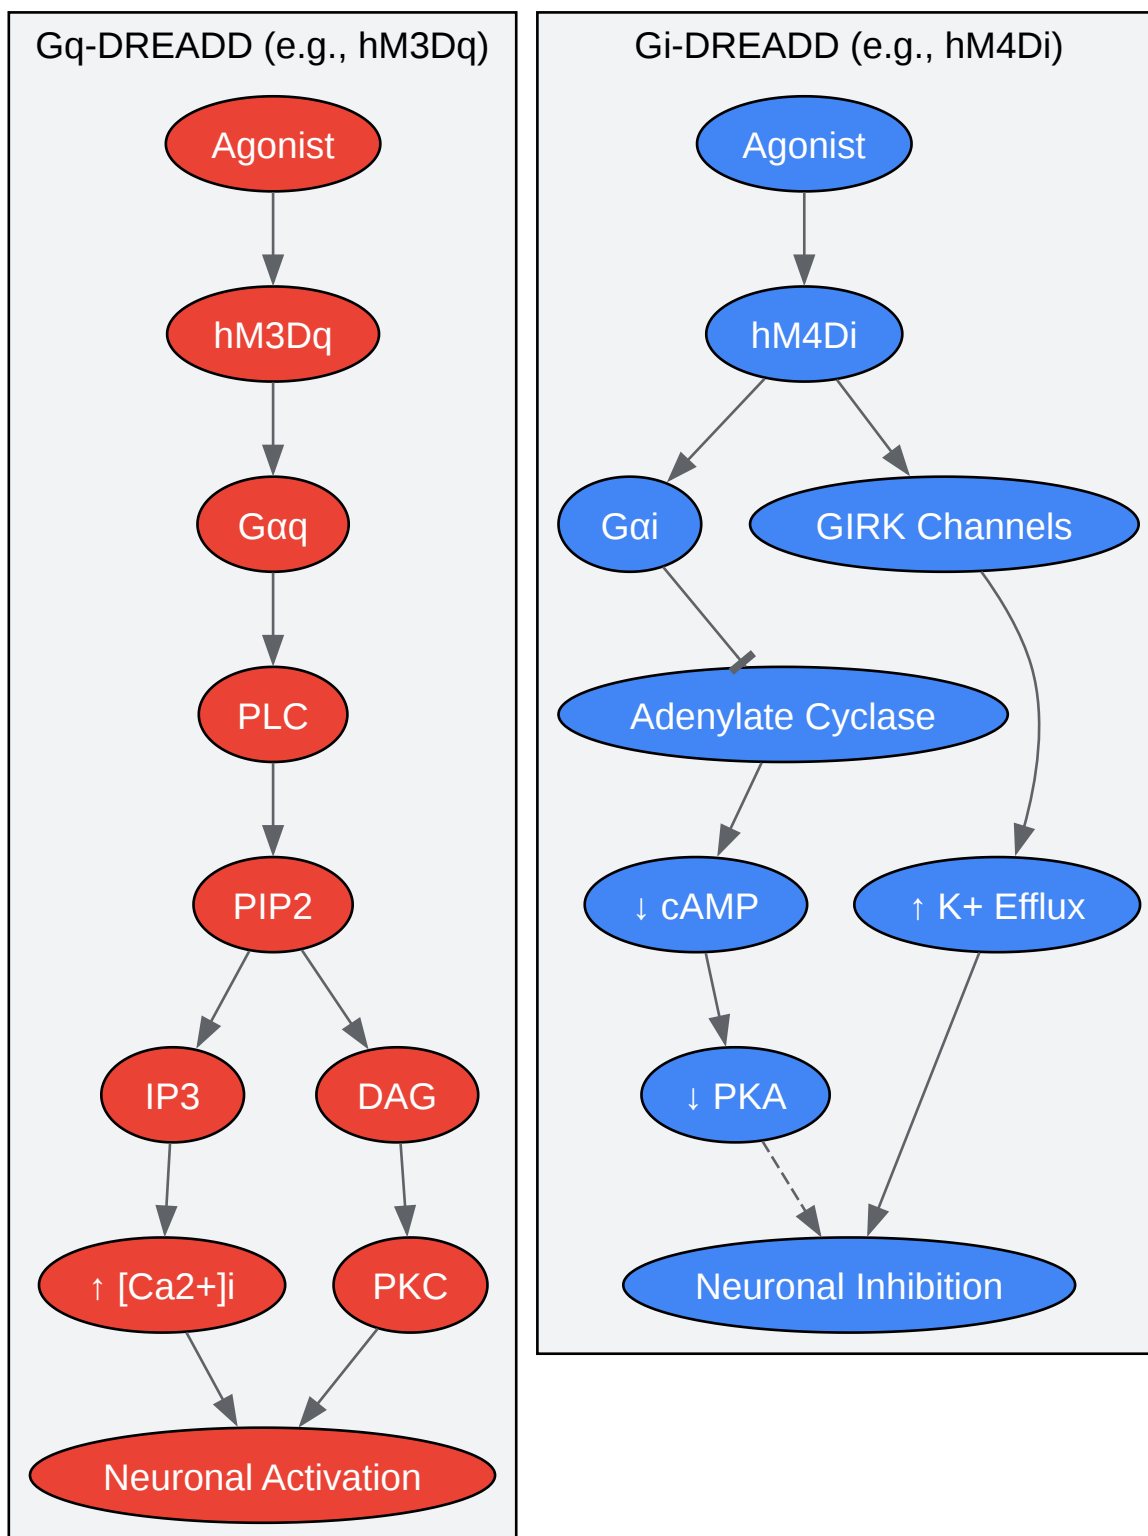 Gq-DREADD (e.g., hM3Dq)
Agonist
hM3Dq
Gαq
PLC
PIP2
IP3
DAG
↑ [Ca2+]i
PKC
Neuronal Activation
Gi-DREADD (e.g., hM4Di)
Agonist
hM4Di
Gαi
GIRK Channels
Adenylate Cyclase
↓ cAMP
↑ K+ Efflux
↓ PKA
Neuronal Inhibition